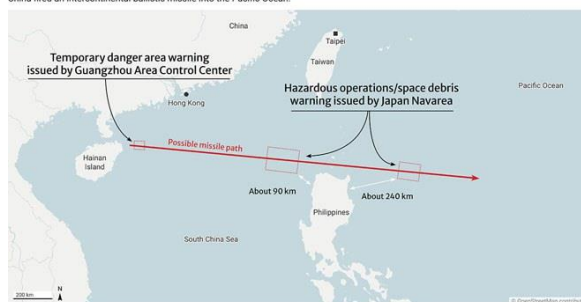 China fired an intercontinental ballistic missile into the Pacific Ocean.
China
Taipei
Taiwan
Pacific Ocean
Temporary danger area warning
issued by Guangzhou Area Control Center
Hong Kong
Hazardous operations/space debris
warning issued by Japan Navarea
Hainan
Island
Possible missile path
About 90 km
About 240 km
Philippines
South China Sea
200 km
N
© OpenStreetMap